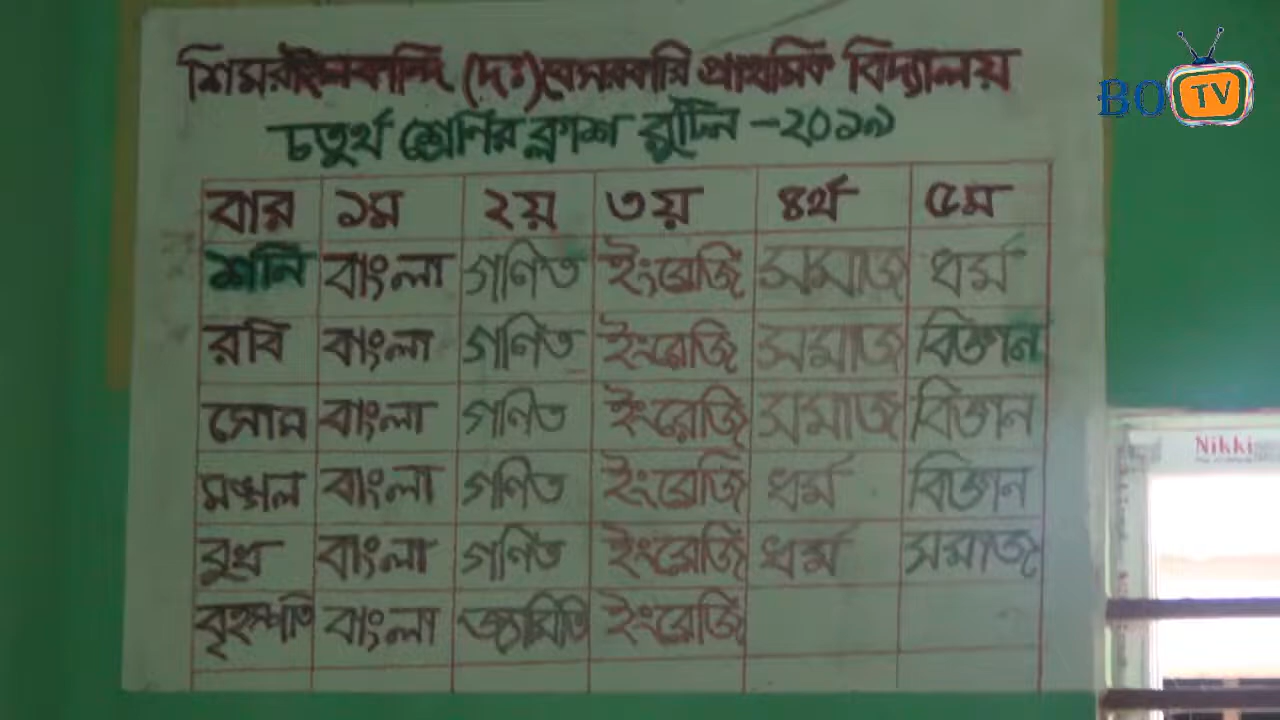 শিমরাইলকান্দি (দঃ) বেসরকারি প্রাথমিক বিদ্যালয়
BO TV
চতুর্থ শ্রেণির ক্লাশ রুটিন -২০১৯
বার ১ম ২য় ৩য় ৪র্থ ৫ম
শনি বাংলা গণিত ইংরেজি সমাজ ধর্ম
রবি বাংলা গণিত ইংরেজি সমাজ বিজ্ঞান
সোম বাংলা গণিত ইংরেজি সমাজ বিজ্ঞান
Nikki
মঙ্গল বাংলা গণিত ইংরেজি ধর্ম বিজ্ঞান
বুধ বাংলা গণিত ইংরেজি ধর্ম সমাজ
বৃহস্পতি বাংলা জ্যামিতি ইংরেজি